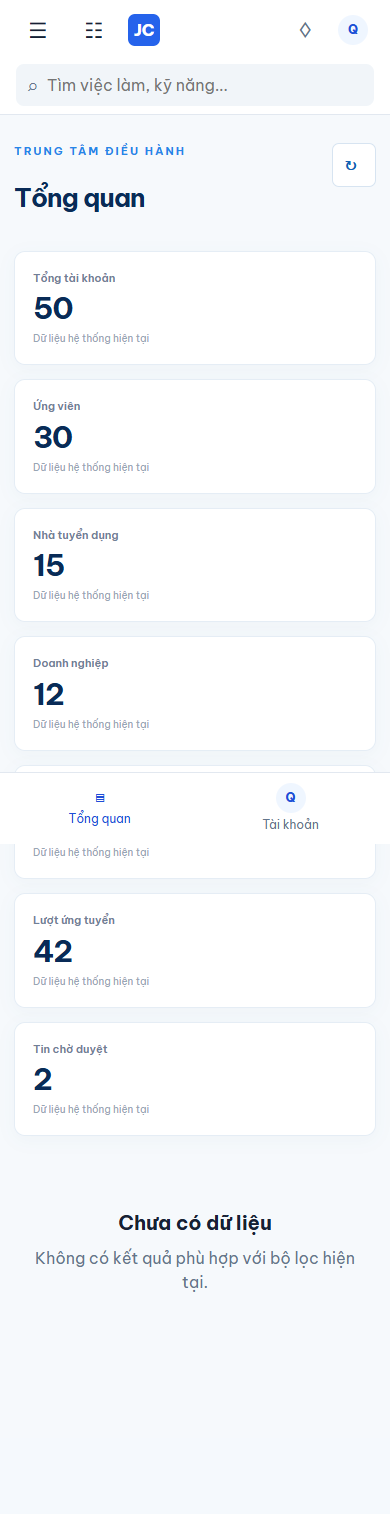 JC
Q
Tìm việc làm, kỹ năng...
TRUNG TÂM ĐIỀU HÀNH
Tổng quan
Tổng tài khoản
50
Dữ liệu hệ thống hiện tại
Ứng viên
30
Dữ liệu hệ thống hiện tại
Nhà tuyển dụng
15
Dữ liệu hệ thống hiện tại
Doanh nghiệp
12
Dữ liệu hệ thống hiện tại
Q
Tổng quan
Tài khoản
Dữ liệu hệ thống hiện tại
Lượt ứng tuyển
42
Dữ liệu hệ thống hiện tại
Tin chờ duyệt
2
Dữ liệu hệ thống hiện tại
Chưa có dữ liệu
Không có kết quả phù hợp với bộ lọc hiện
tại.